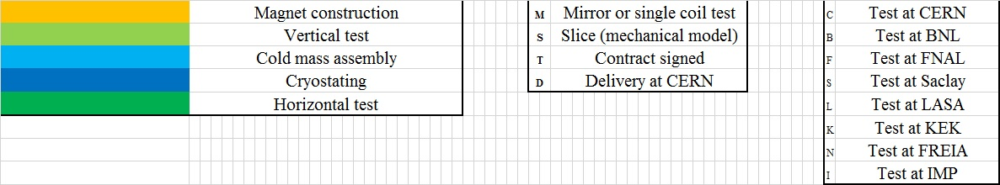 Magnet construction
Vertical test
Cold mass assembly
Cryostating
Horizontal test
M Mirror or single coil test
S Slice (mechanical model)
T Contract signed
D Delivery at CERN
C Test at CERN
B Test at BNL
F Test at FNAL
S Test at Saclay
L Test at LASA
K Test at KEK
N Test at FREIA
I Test at IMP